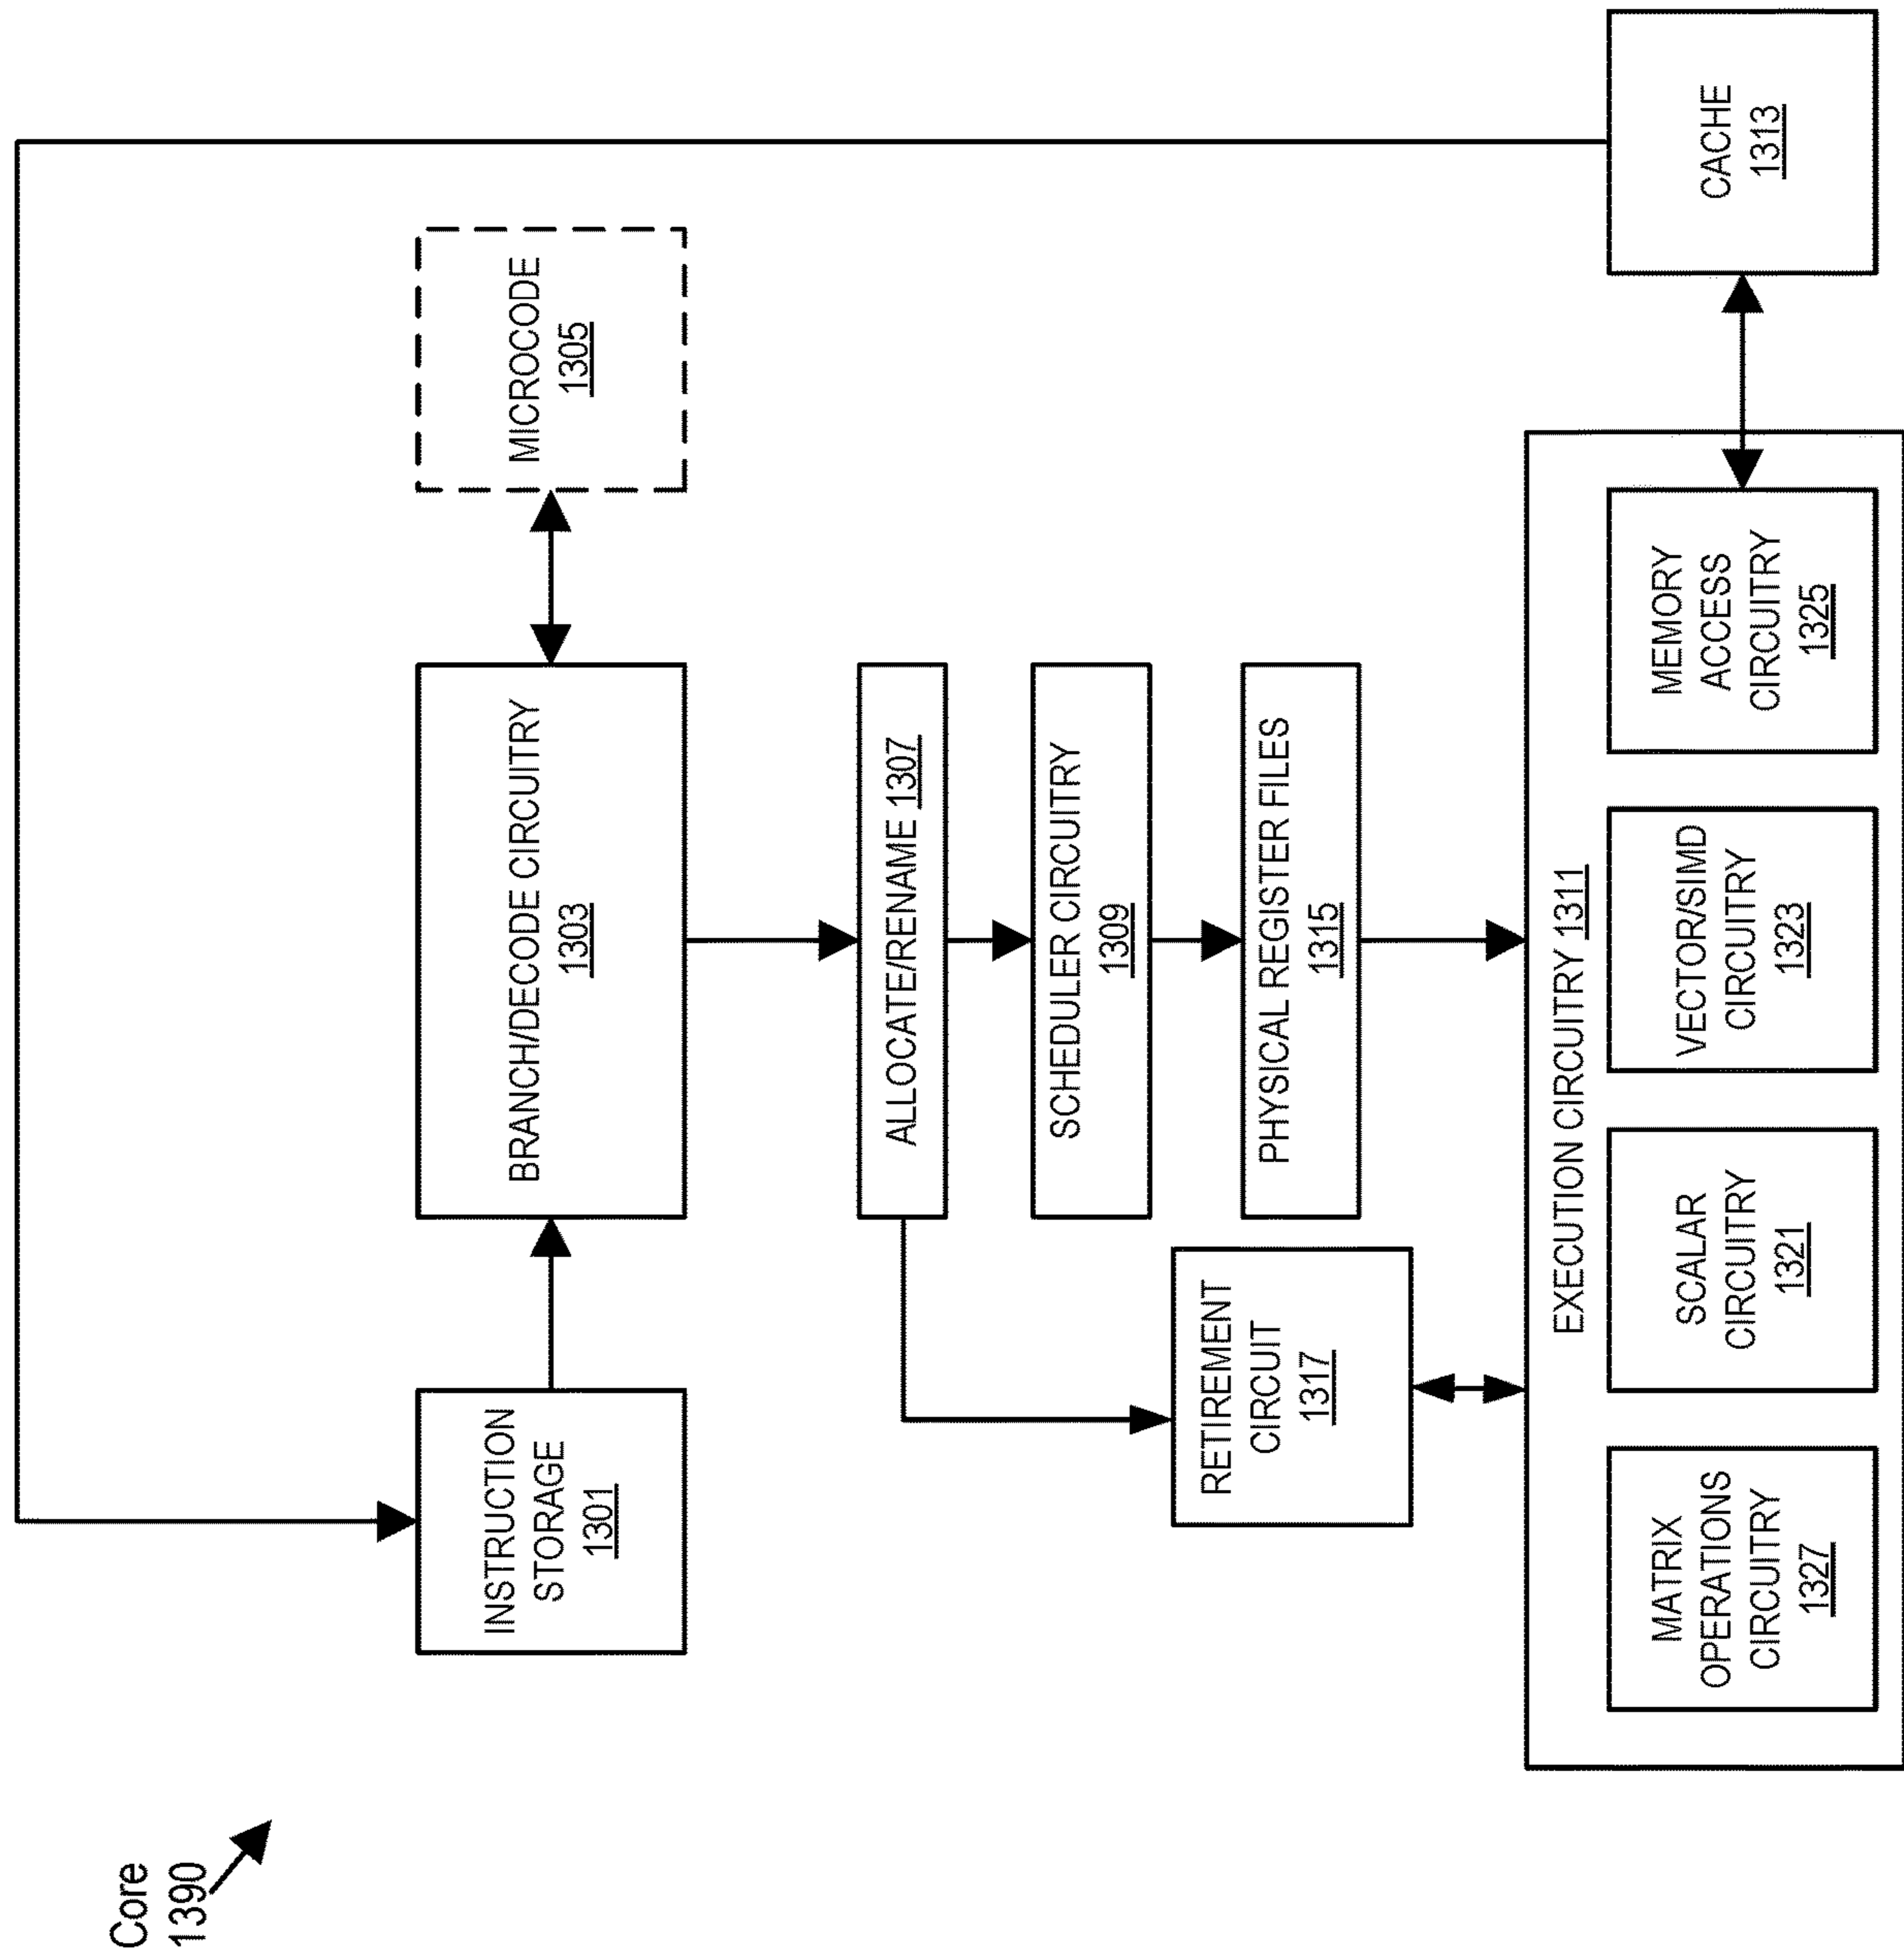 Core
1390
INSTRUCTION
STORAGE
1301
BRANCH/DECODE CIRCUITRY
1303
MICROCODE
1305
ALLOCATE/RENAME 1307
SCHEDULER CIRCUITRY
1309
PHYSICAL REGISTER FILES
1315
RETIREMENT
CIRCUIT
1317
EXECUTION CIRCUITRY 1311
MATRIX
OPERATIONS
CIRCUITRY
1327
SCALAR
CIRCUITRY
1321
VECTOR/SIMD
CIRCUITRY
1323
MEMORY
ACCESS
CIRCUITRY
1325
CACHE
1313